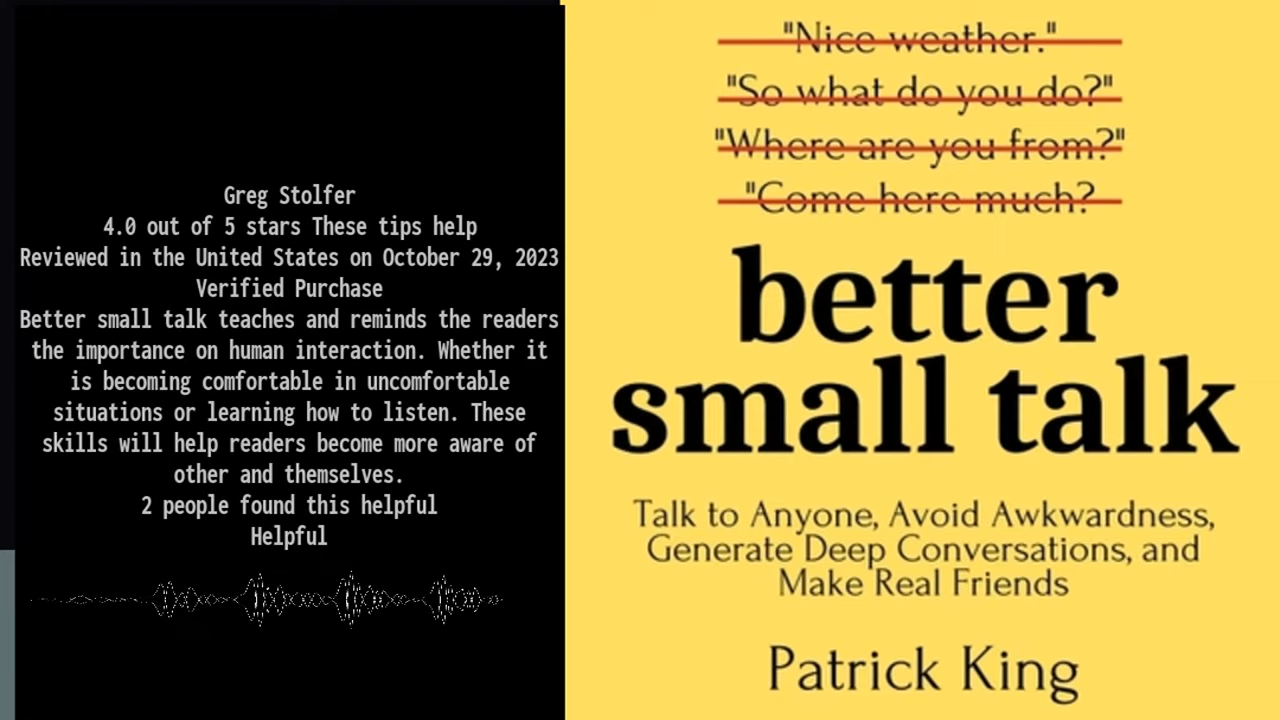 Greg Stolfer
4.0 out of 5 stars These tips help
Reviewed in the United States on October 29, 2023
Verified Purchase
Better small talk teaches and reminds the readers
the importance on human interaction. Whether it
is becoming comfortable in uncomfortable
situations or learning how to listen. These
skills will help readers become more aware of
other and themselves.
2 people found this helpful
Helpful
"Nice weather."
"So what do you do?"
"Where are you from?"
"Come here much?
better
small talk
Talk to Anyone, Avoid Awkwardness,
Generate Deep Conversations, and
Make Real Friends
Patrick King